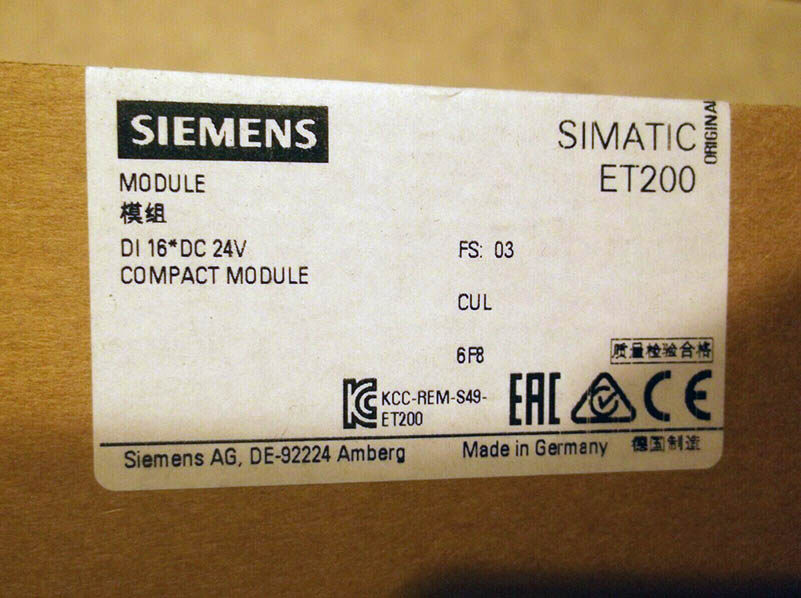 SIEMENS
SIMATIC
ET200
ORIGINAL
MODULE
模组
DI 16*DC 24V
COMPACT MODULE
FS: 03
CUL
6F8
质量检验合格
KCC-REM-S49-
ET200
EAC
CE
Siemens AG, DE-92224 Amberg
Made in Germany 德国制造